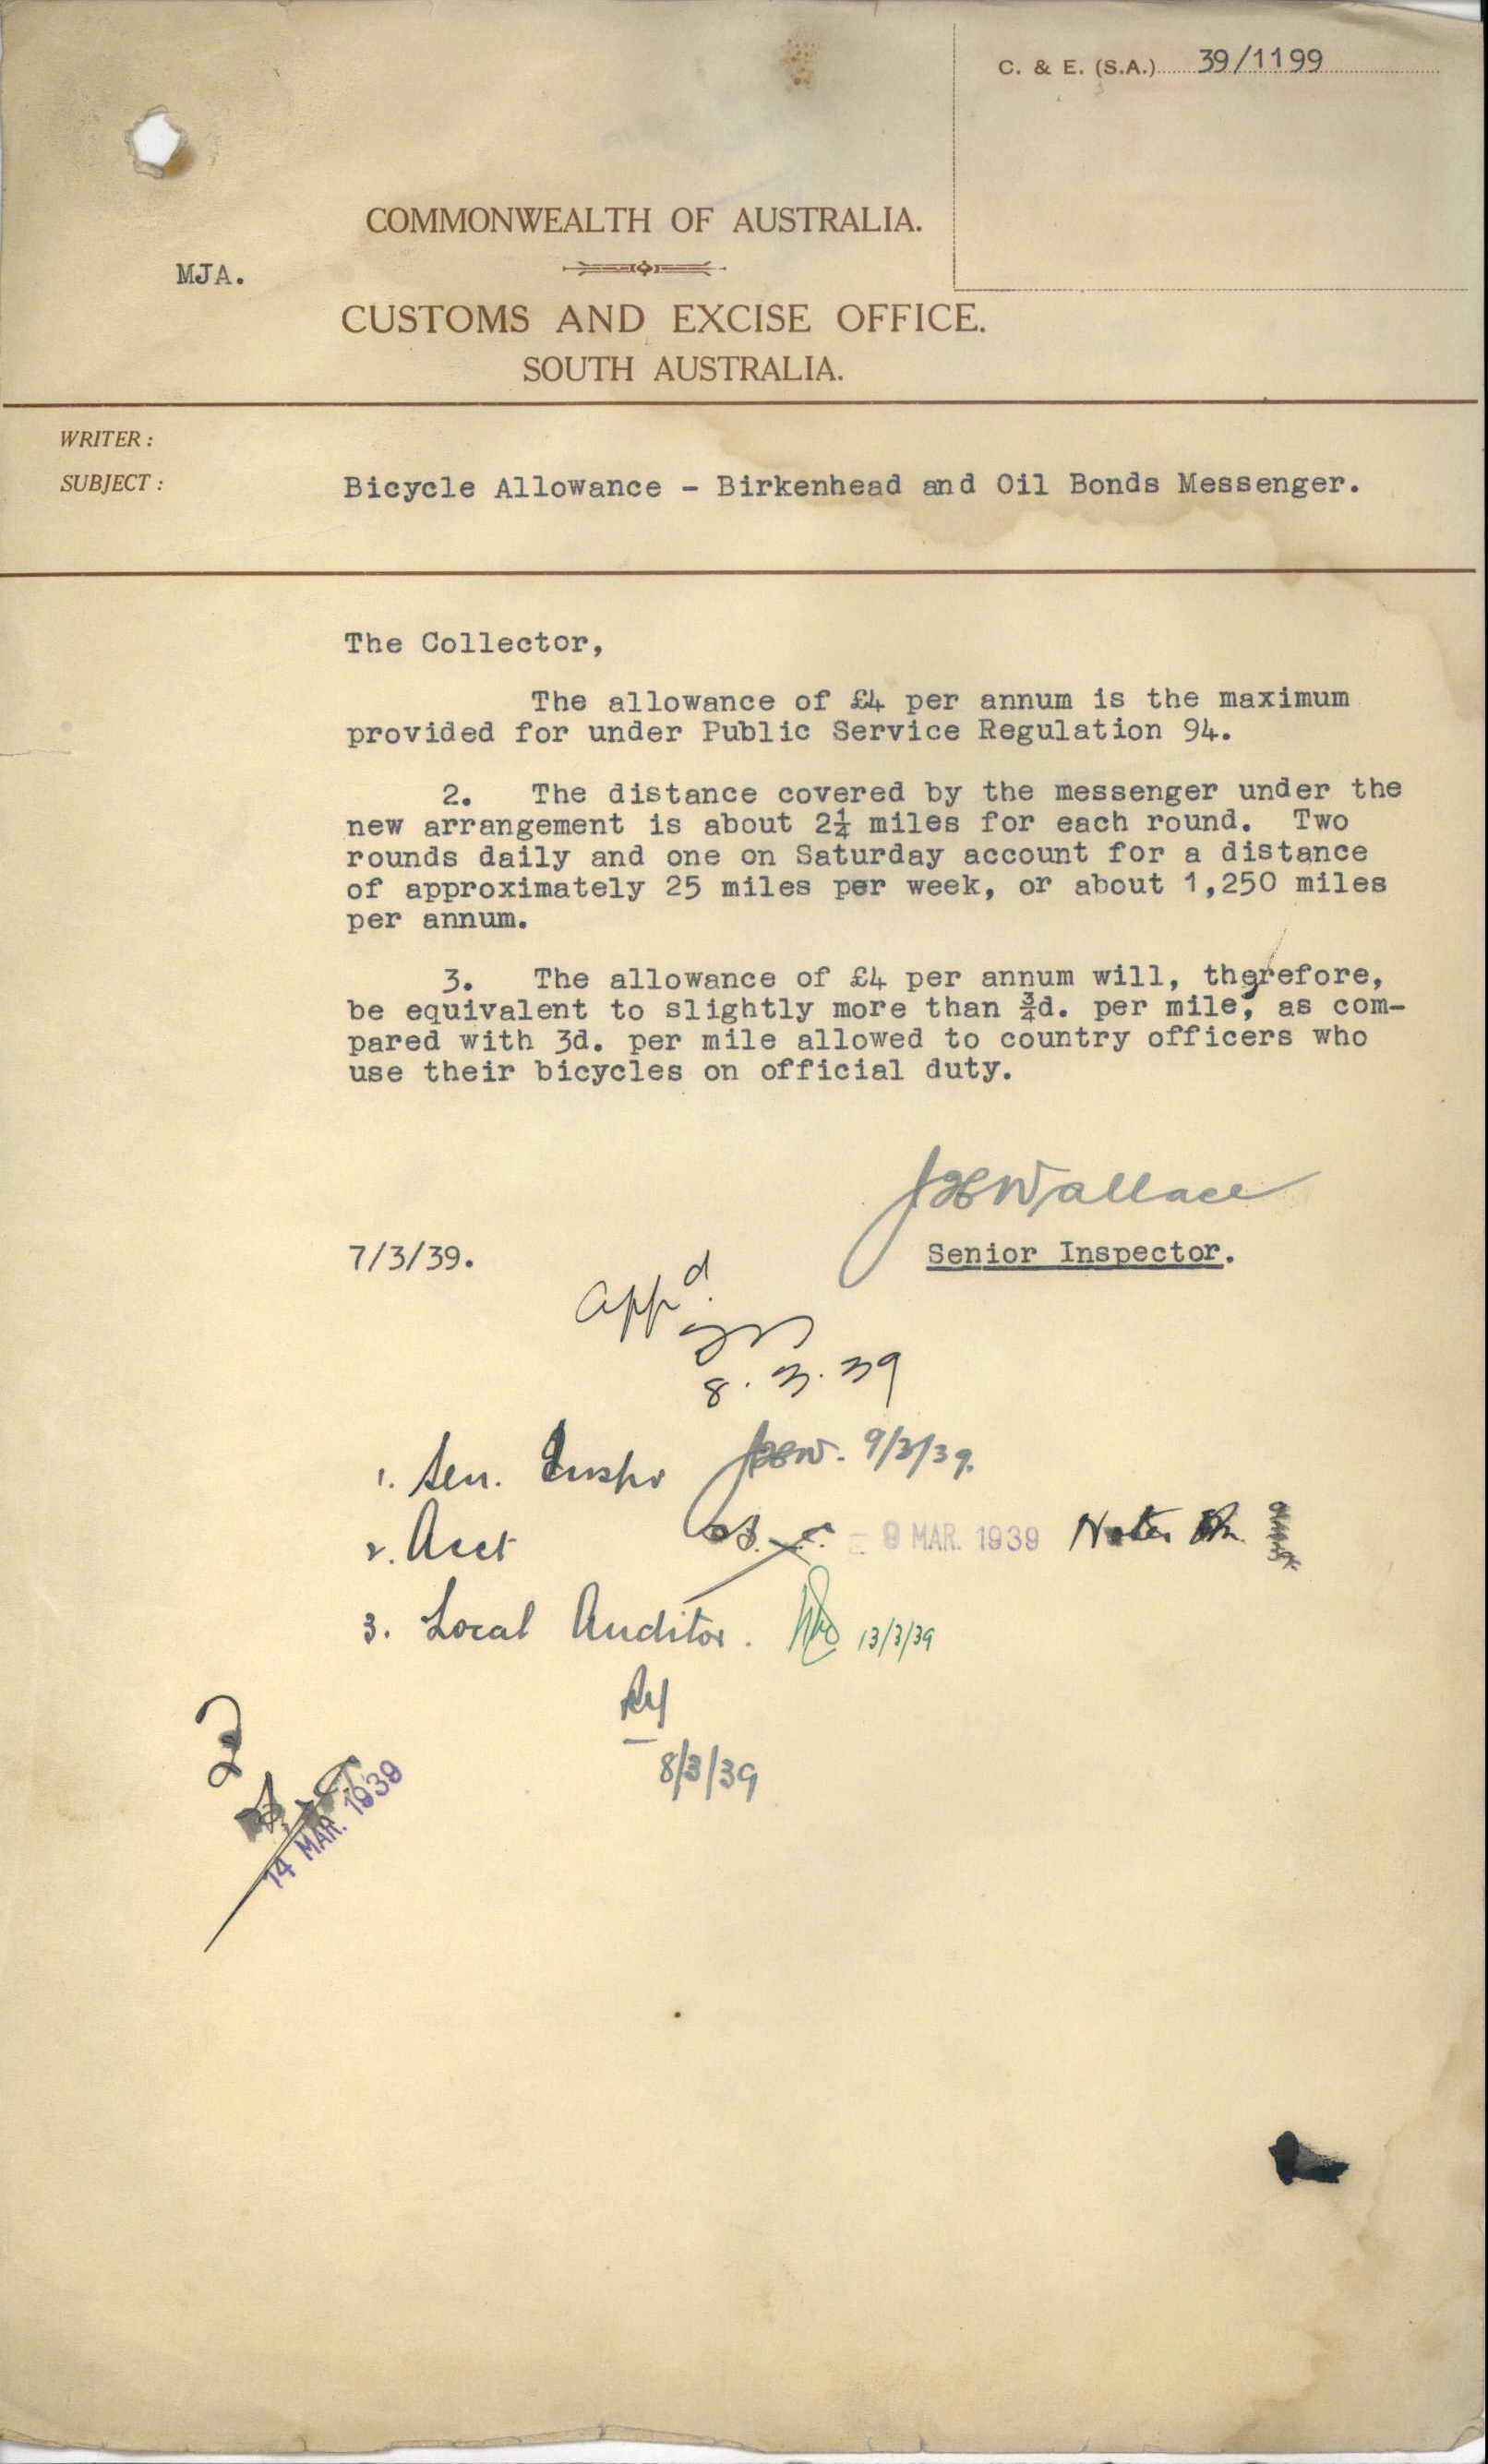 C. & E. (S.A.) 39/1199
COMMONWEALTH OF AUSTRALIA.
MJA.
CUSTOMS AND EXCISE OFFICE.
SOUTH AUSTRALIA.
WRITER:
SUBJECT:
Bicycle Allowance - Birkenhead and Oil Bonds Messenger.
The Collector,
The allowance of £4 per annum is the maximum
provided for under Public Service Regulation 94.
2. The distance covered by the messenger under the
new arrangement is about 2¼ miles for each round. Two
rounds daily and one on Saturday account for a distance
of approximately 25 miles per week, or about 1,250 miles
per annum.
3. The allowance of £4 per annum will, therefore,
be equivalent to slightly more than ¾d. per mile, as com-
pared with 3d. per mile allowed to country officers who
use their bicycles on official duty.
Wallace
7/3/39.
Senior Inspector.
Appd.
8.3.39
1. Sen. Inspr 9/3/39.
2. Acct 9 MAR. 1939 Noted
3. Local Auditor. 13/3/39
8/3/39
14 MAR. 1939